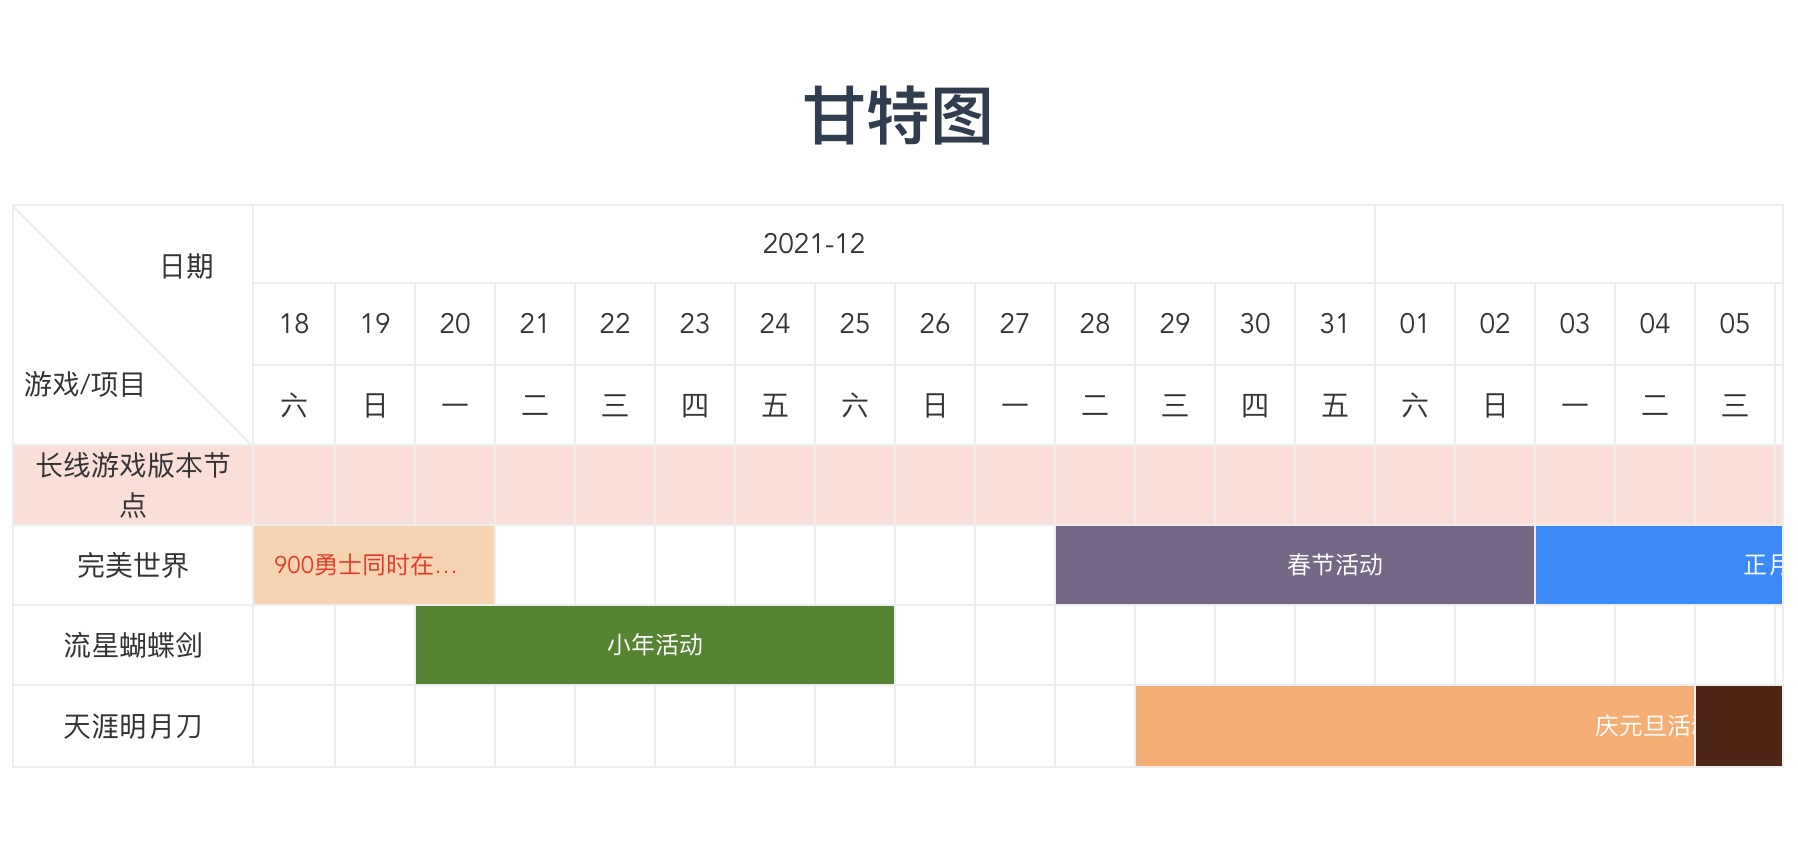 甘特图
日期
游戏/项目
2021-12
18 19 20 21 22 23 24 25 26 27 28 29 30 31 01 02 03 04 05
六 日 一 二 三 四 五 六 日 一 二 三 四 五 六 日 一 二 三
长线游戏版本节
点
完美世界 900勇士同时在... 春节活动 正月
流星蝴蝶剑 小年活动
天涯明月刀 庆元旦活